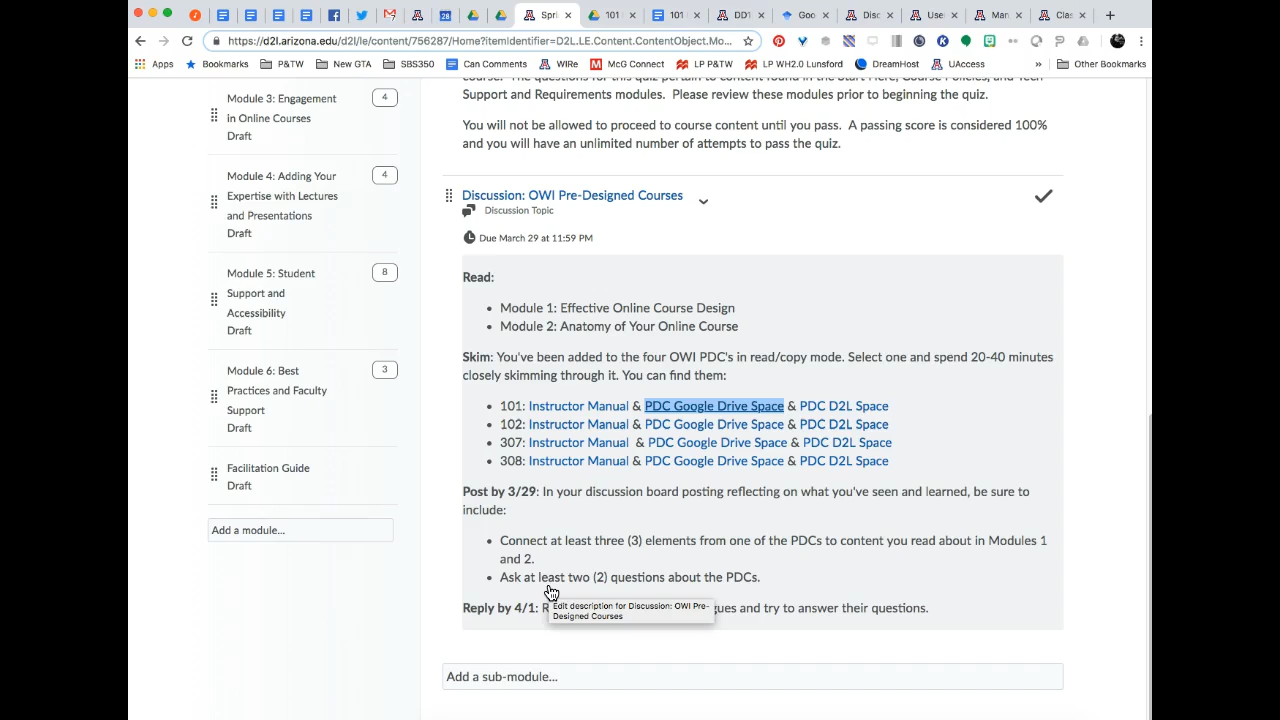 Spri
101
101
DD1
Goo
Disc
User
Man
Clas
https://d2l.arizona.edu/d2l/le/content/756287/Home?itemIdentifier=D2L.LE.Content.ContentObject.Mo...
Apps
Bookmarks
P&TW
New GTA
SBS350
Can Comments
WIRe
McG Connect
LP P&TW
LP WH2.0 Lunsford
DreamHost
UAccess
»
Other Bookmarks
Module 3: Engagement
in Online Courses
Draft
4
Module 4: Adding Your
Expertise with Lectures
and Presentations
Draft
4
Module 5: Student
Support and
Accessibility
Draft
8
Module 6: Best
Practices and Faculty
Support
Draft
3
Facilitation Guide
Draft
Add a module...
course. The questions for this quiz pertain to content found in the Start Here, Course Policies, and Tech
Support and Requirements modules. Please review these modules prior to beginning the quiz.
You will not be allowed to proceed to course content until you pass. A passing score is considered 100%
and you will have an unlimited number of attempts to pass the quiz.
Discussion: OWI Pre-Designed Courses
Discussion Topic
Due March 29 at 11:59 PM
Read:
• Module 1: Effective Online Course Design
• Module 2: Anatomy of Your Online Course
Skim: You've been added to the four OWI PDC's in read/copy mode. Select one and spend 20-40 minutes
closely skimming through it. You can find them:
• 101: Instructor Manual & PDC Google Drive Space & PDC D2L Space
• 102: Instructor Manual & PDC Google Drive Space & PDC D2L Space
• 307: Instructor Manual & PDC Google Drive Space & PDC D2L Space
• 308: Instructor Manual & PDC Google Drive Space & PDC D2L Space
Post by 3/29: In your discussion board posting reflecting on what you've seen and learned, be sure to
include:
• Connect at least three (3) elements from one of the PDCs to content you read about in Modules 1
and 2.
• Ask at least two (2) questions about the PDCs.
Reply by 4/1: R gues and try to answer their questions.
Edit description for Discussion: OWI Pre-
Designed Courses
Add a sub-module...